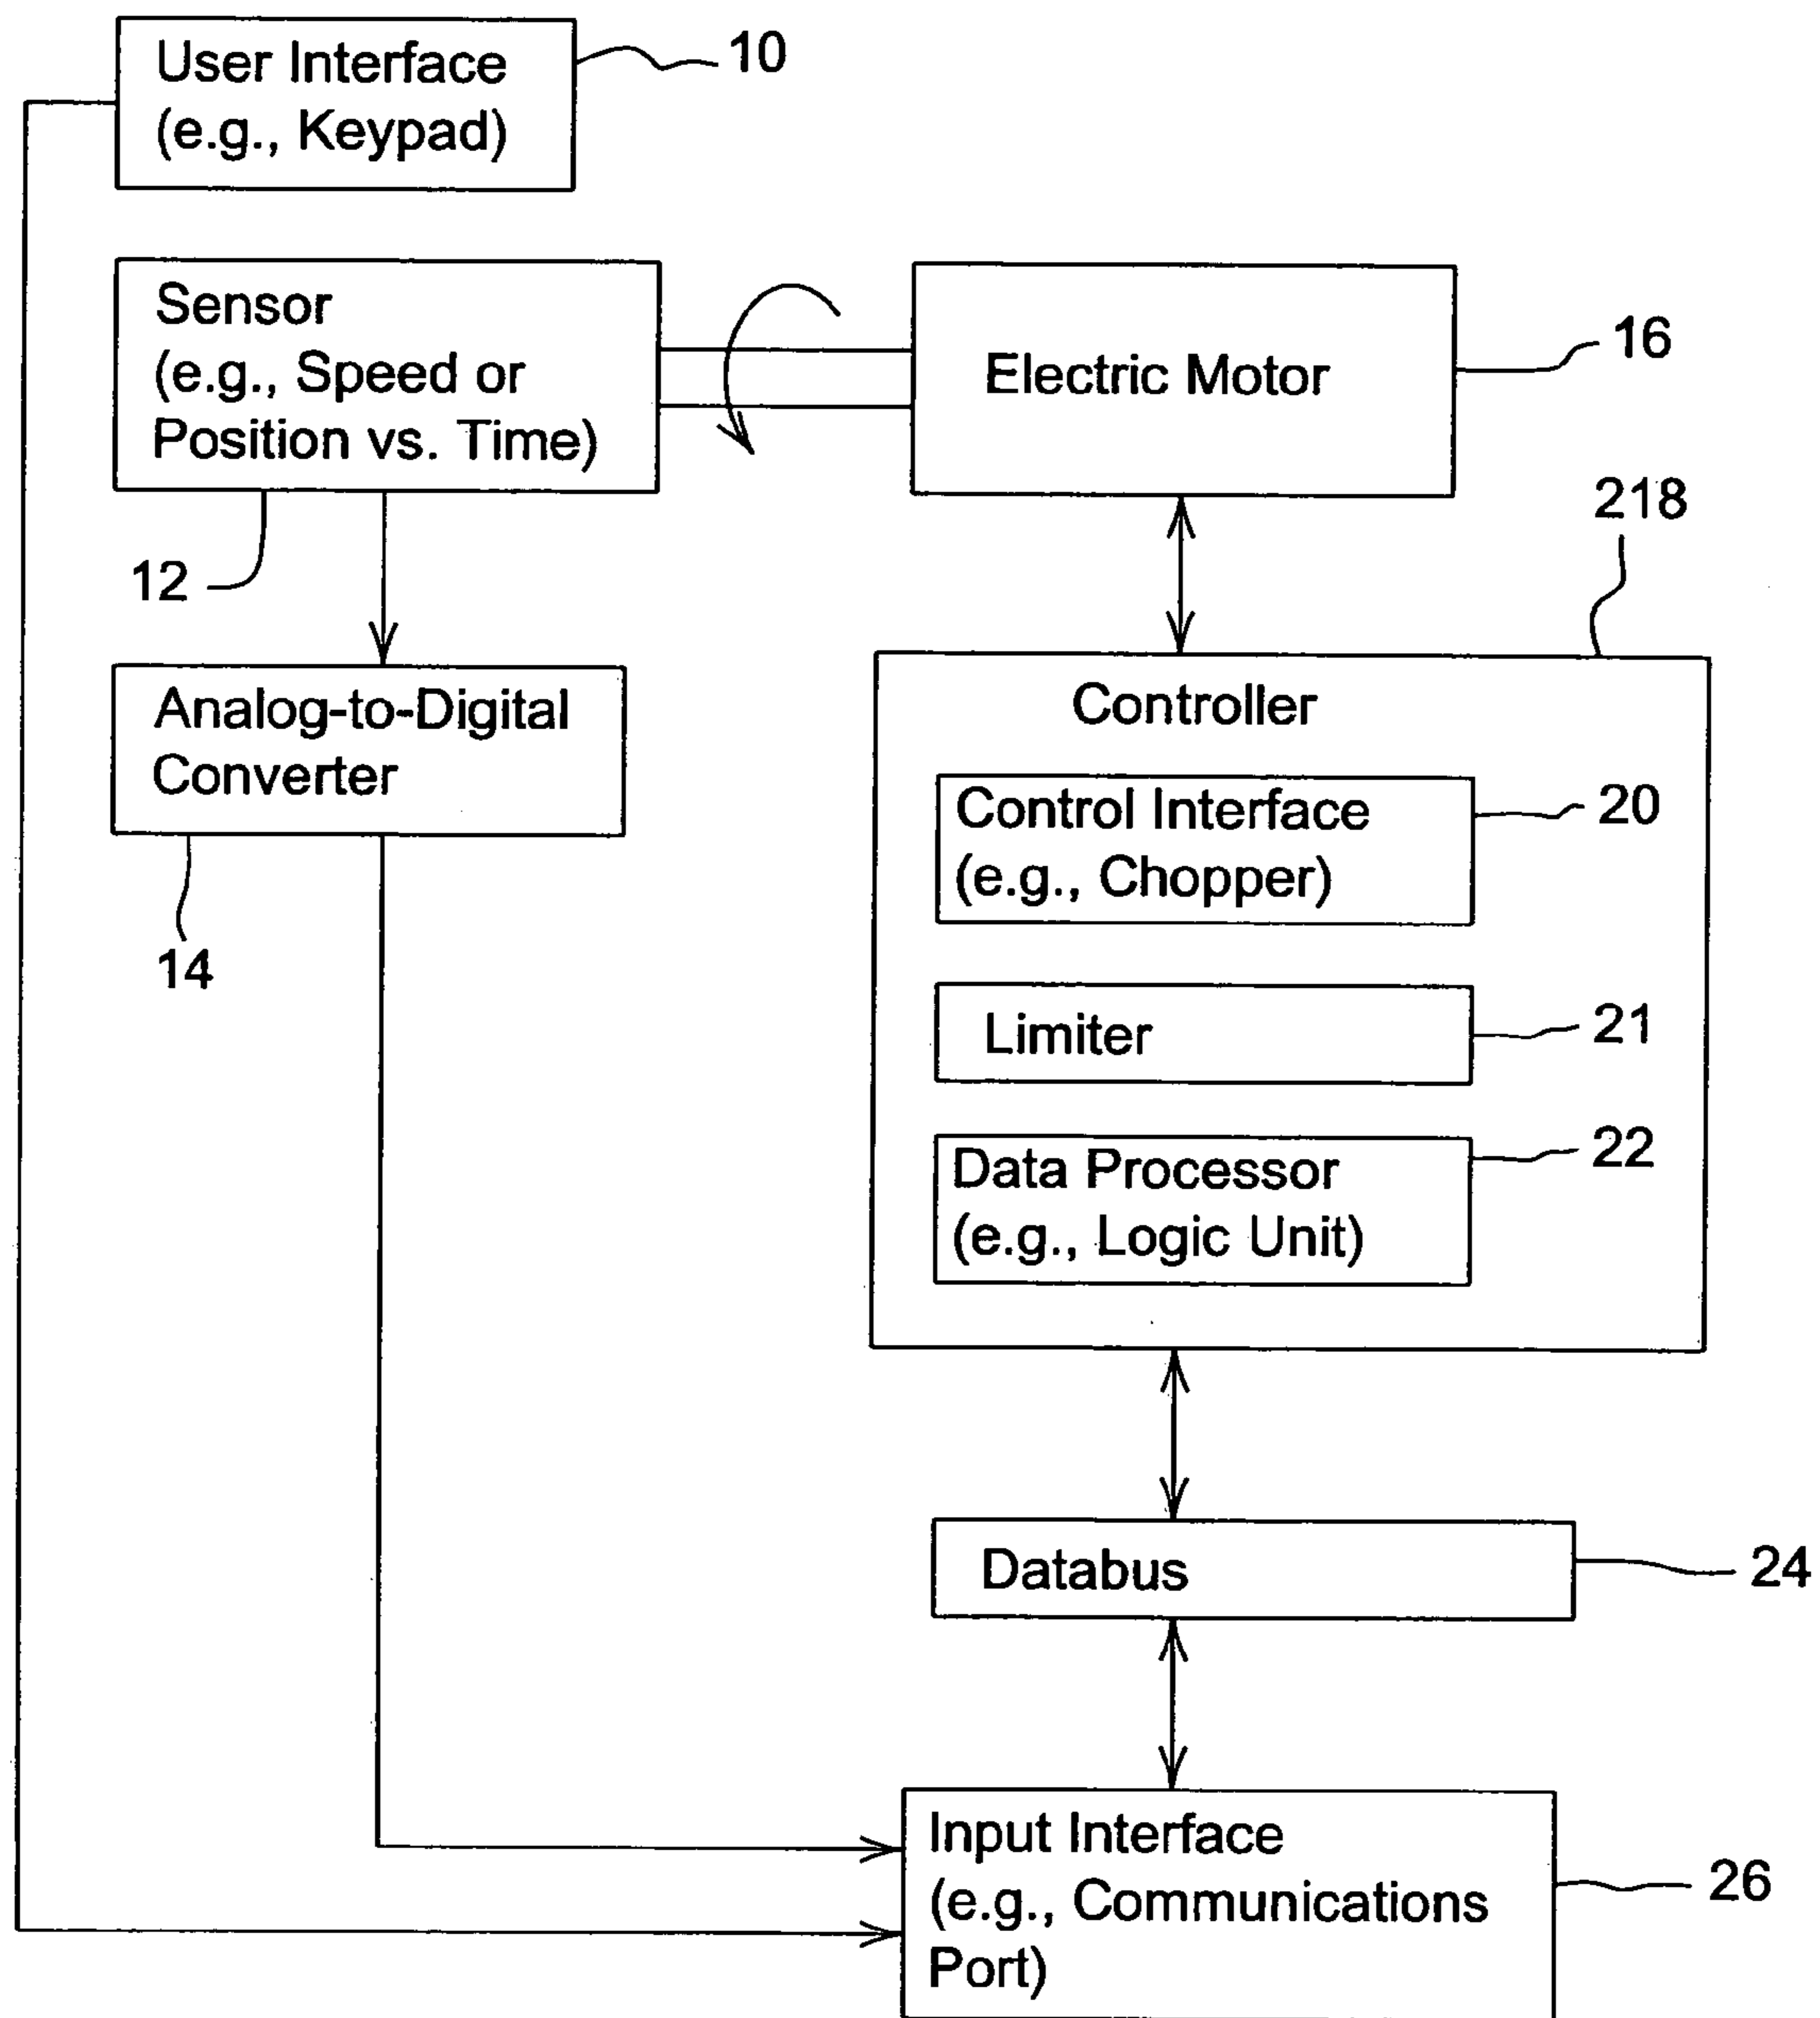 User Interface
(e.g., Keypad)
10
Sensor
(e.g., Speed or
Position vs. Time)
12
Electric Motor
16
218
Analog-to-Digital
Converter
14
Controller
Control Interface
(e.g., Chopper)
20
Limiter
21
Data Processor
(e.g., Logic Unit)
22
Databus
24
Input Interface
(e.g., Communications
Port)
26